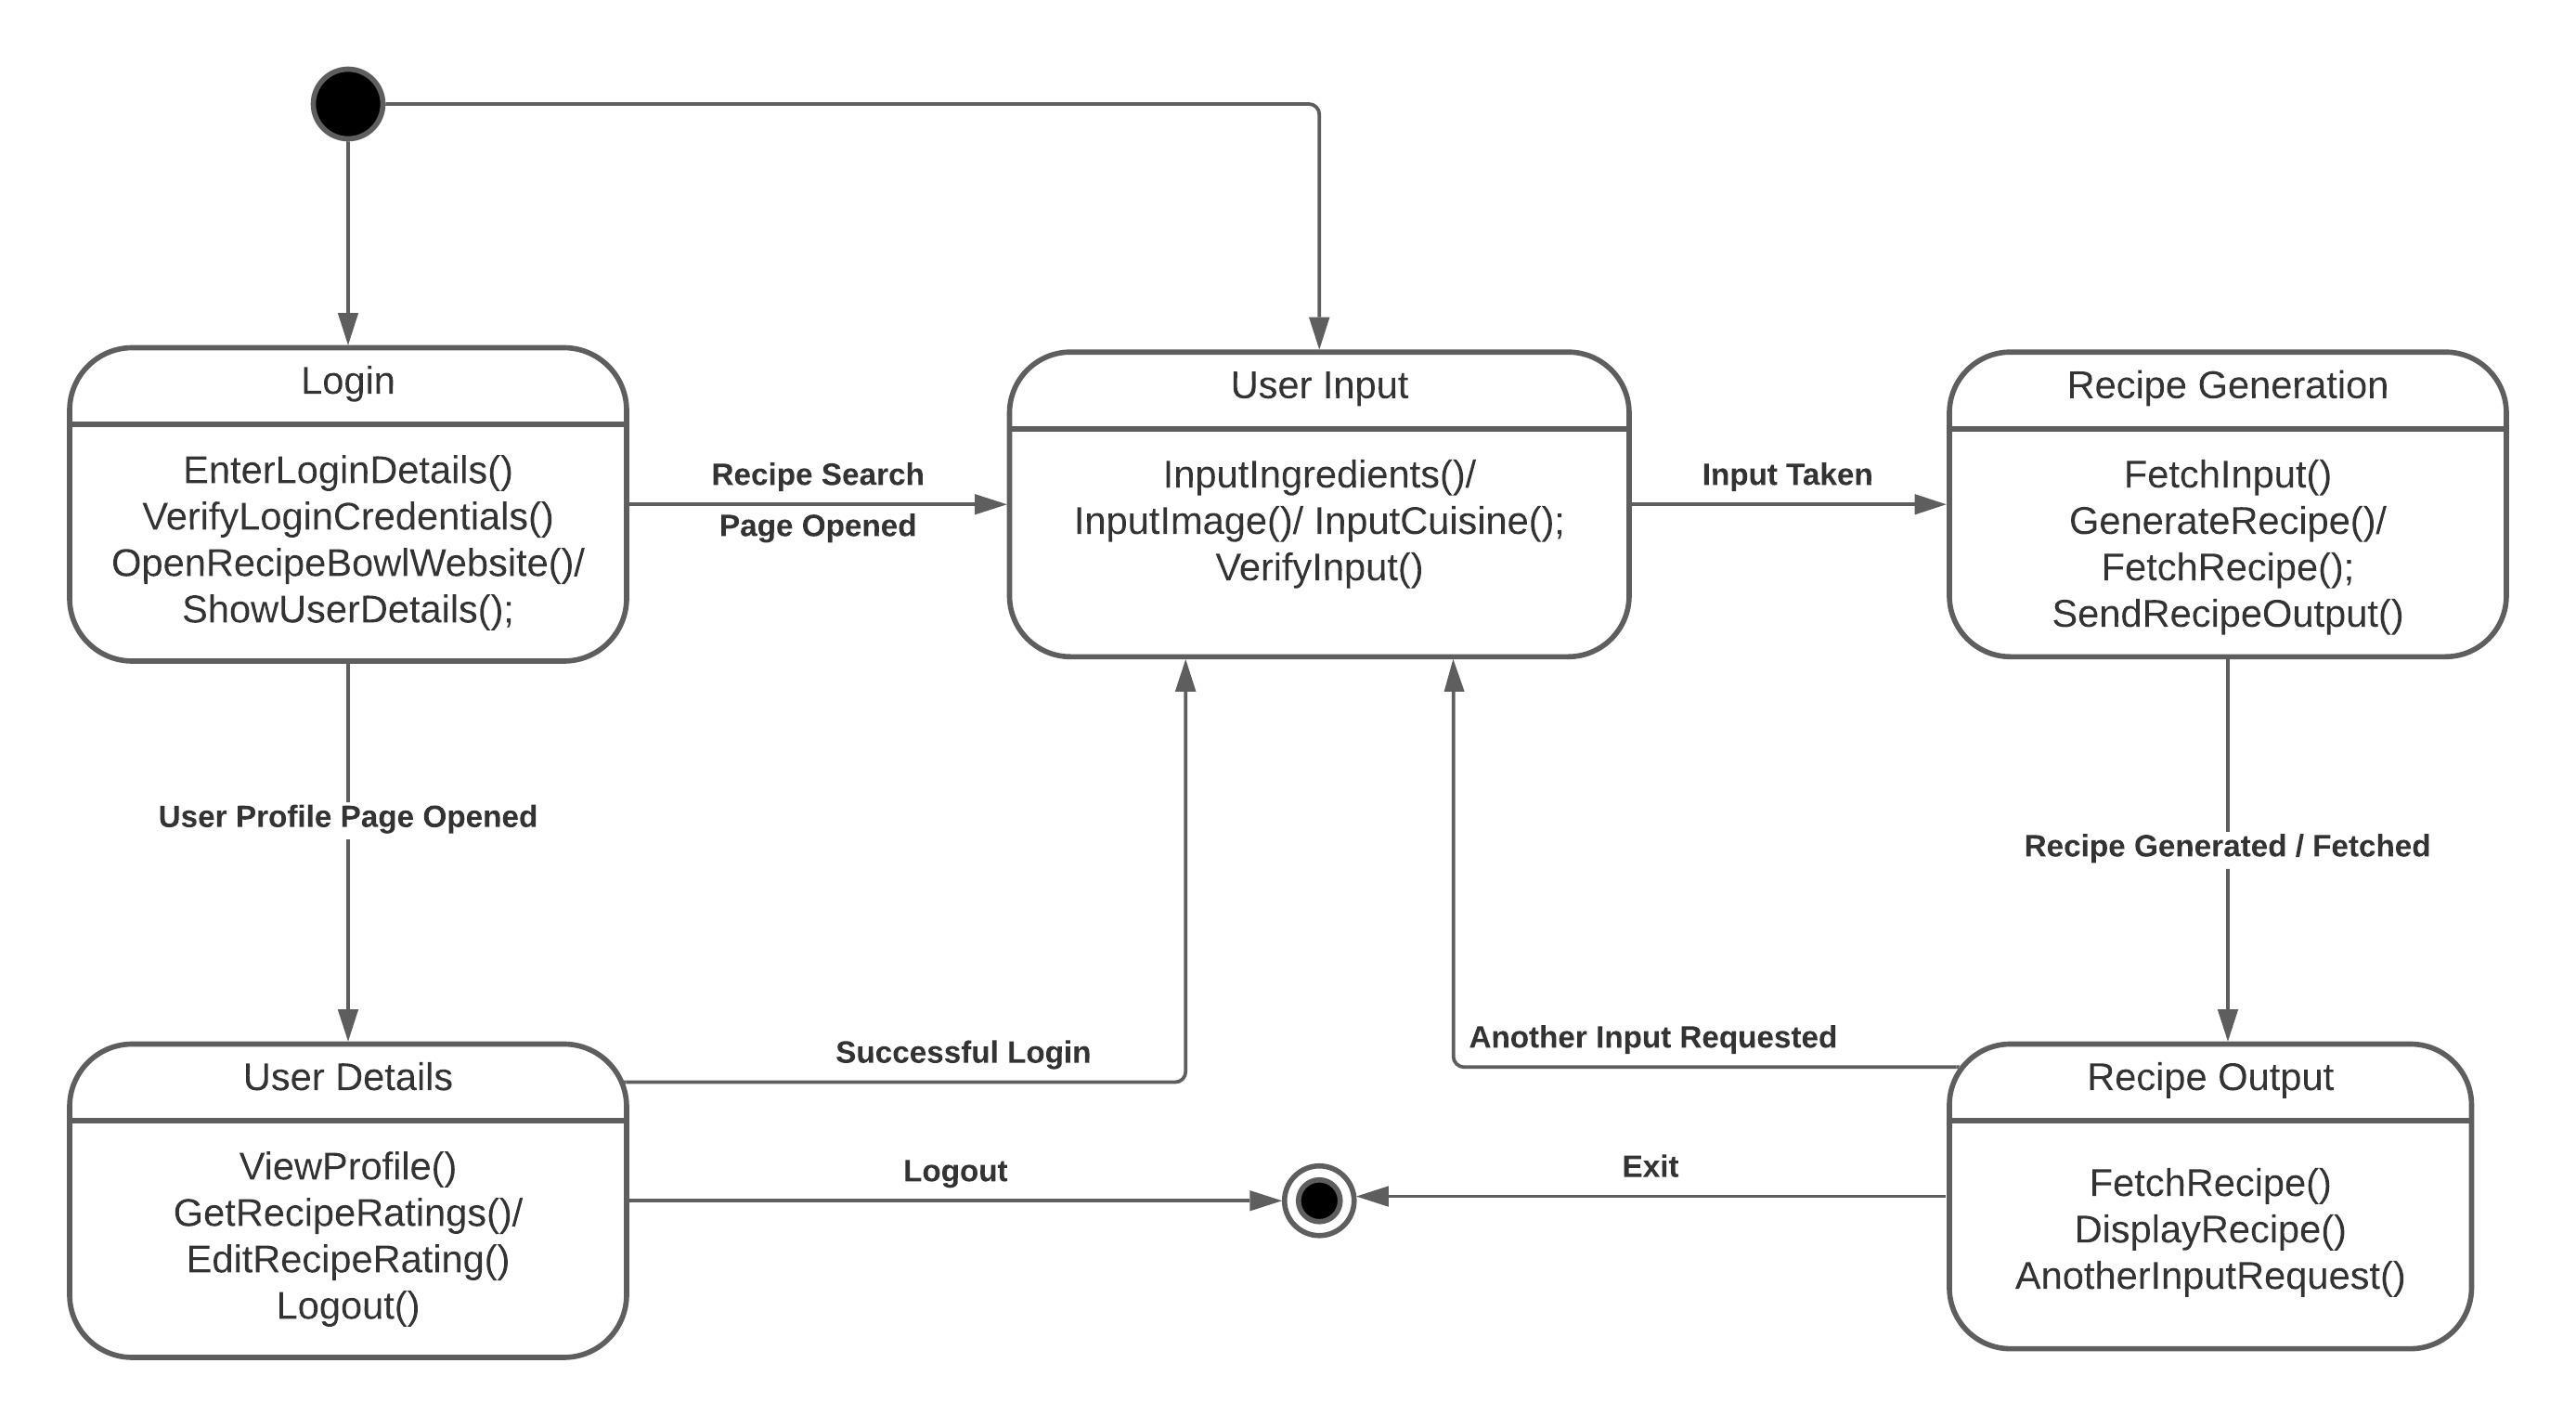 Login
EnterLoginDetails()
VerifyLoginCredentials()
OpenRecipeBowlWebsite()/
ShowUserDetails();
Recipe Search
Page Opened
User Input
InputIngredients()/
InputImage()/ InputCuisine();
VerifyInput()
Input Taken
Recipe Generation
FetchInput()
GenerateRecipe()/
FetchRecipe();
SendRecipeOutput()
User Profile Page Opened
Recipe Generated / Fetched
User Details
ViewProfile()
GetRecipeRatings()/
EditRecipeRating()
Logout()
Successful Login
Logout
Another Input Requested
Exit
Recipe Output
FetchRecipe()
DisplayRecipe()
AnotherInputRequest()